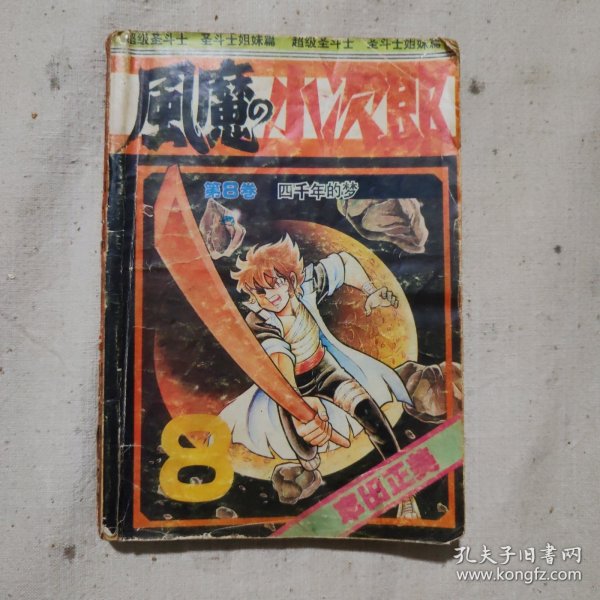 超级圣斗士 圣斗士姐妹篇 超级圣斗士 圣斗士姐妹篇
風魔の小次郎
第8卷 四千年的梦
8
車田正美
孔夫子旧书网
www.kongfz.com